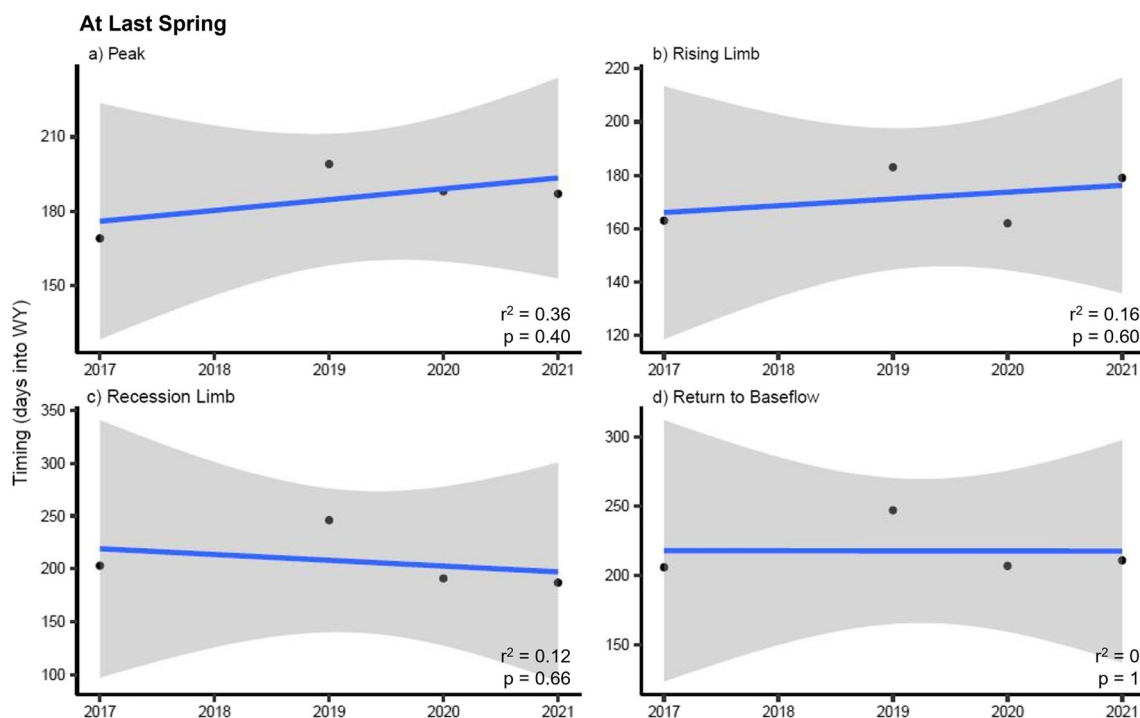 At Last Spring
a) Peak
210
180
150
r² = 0.36
p = 0.40
2017 2018 2019 2020 2021
b) Rising Limb
220
200
180
160
140
120
r² = 0.16
p = 0.60
2017 2018 2019 2020 2021
Timing (days into WY)
c) Recession Limb
350
300
250
200
150
100
r² = 0.12
p = 0.66
2017 2018 2019 2020 2021
d) Return to Baseflow
300
250
200
150
r² = 0
p = 1
2017 2018 2019 2020 2021